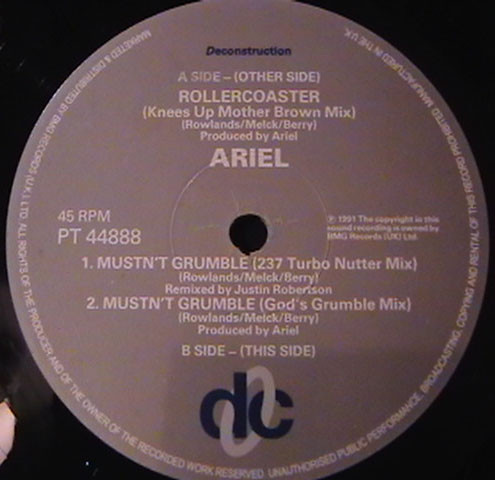 Deconstruction
A SIDE – (OTHER SIDE)
ROLLERCOASTER
(Knees Up Mother Brown Mix)
(Rowlands/Melck/Berry)
Produced by Ariel
ARiEL
45 RPM
PT 44888
℗ 1991 The copyright in this
sound recording is owned by
BMG Records (UK) Ltd.
1. MUSTN'T GRUMBLE (237 Turbo Nutter Mix)
(Rowlands/Melck/Berry)
Remixed by Justin Robertson
2. MUSTN'T GRUMBLE (God's Grumble Mix)
(Rowlands/Melck/Berry)
Produced by Ariel
B SIDE – (THIS SIDE)
dc
MARKETED & DISTRIBUTED BY BMG RECORDS (U.K.) LTD. ALL RIGHTS OF THE PRODUCER AND OF THE OWNER OF THE RECORDED WORK RESERVED. UNAUTHORISED PUBLIC PERFORMANCE, BROADCASTING, COPYING AND RENTAL OF THIS RECORD PROHIBITED. MANUFACTURED IN THE U.K.